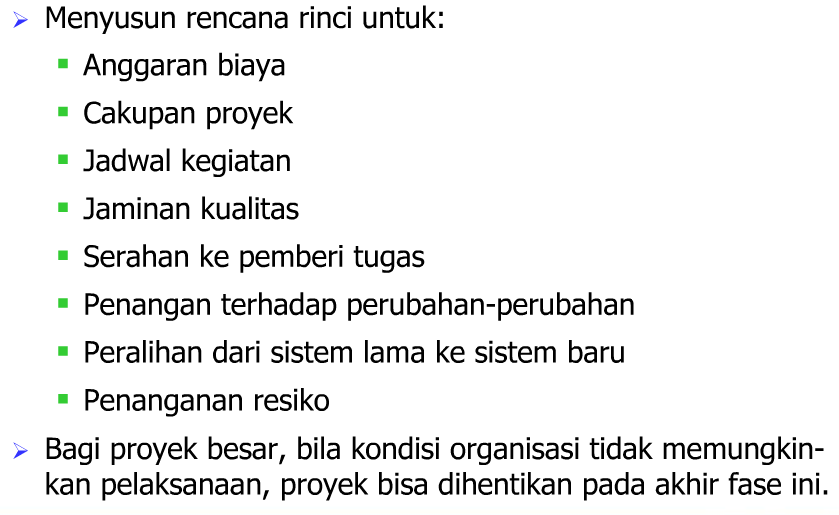 Menyusun rencana rinci untuk:
Anggaran biaya
Cakupan proyek
Jadwal kegiatan
Jaminan kualitas
Serahan ke pemberi tugas
Penangan terhadap perubahan-perubahan
Peralihan dari sistem lama ke sistem baru
Penanganan resiko
Bagi proyek besar, bila kondisi organisasi tidak memungkin-
kan pelaksanaan, proyek bisa dihentikan pada akhir fase ini.